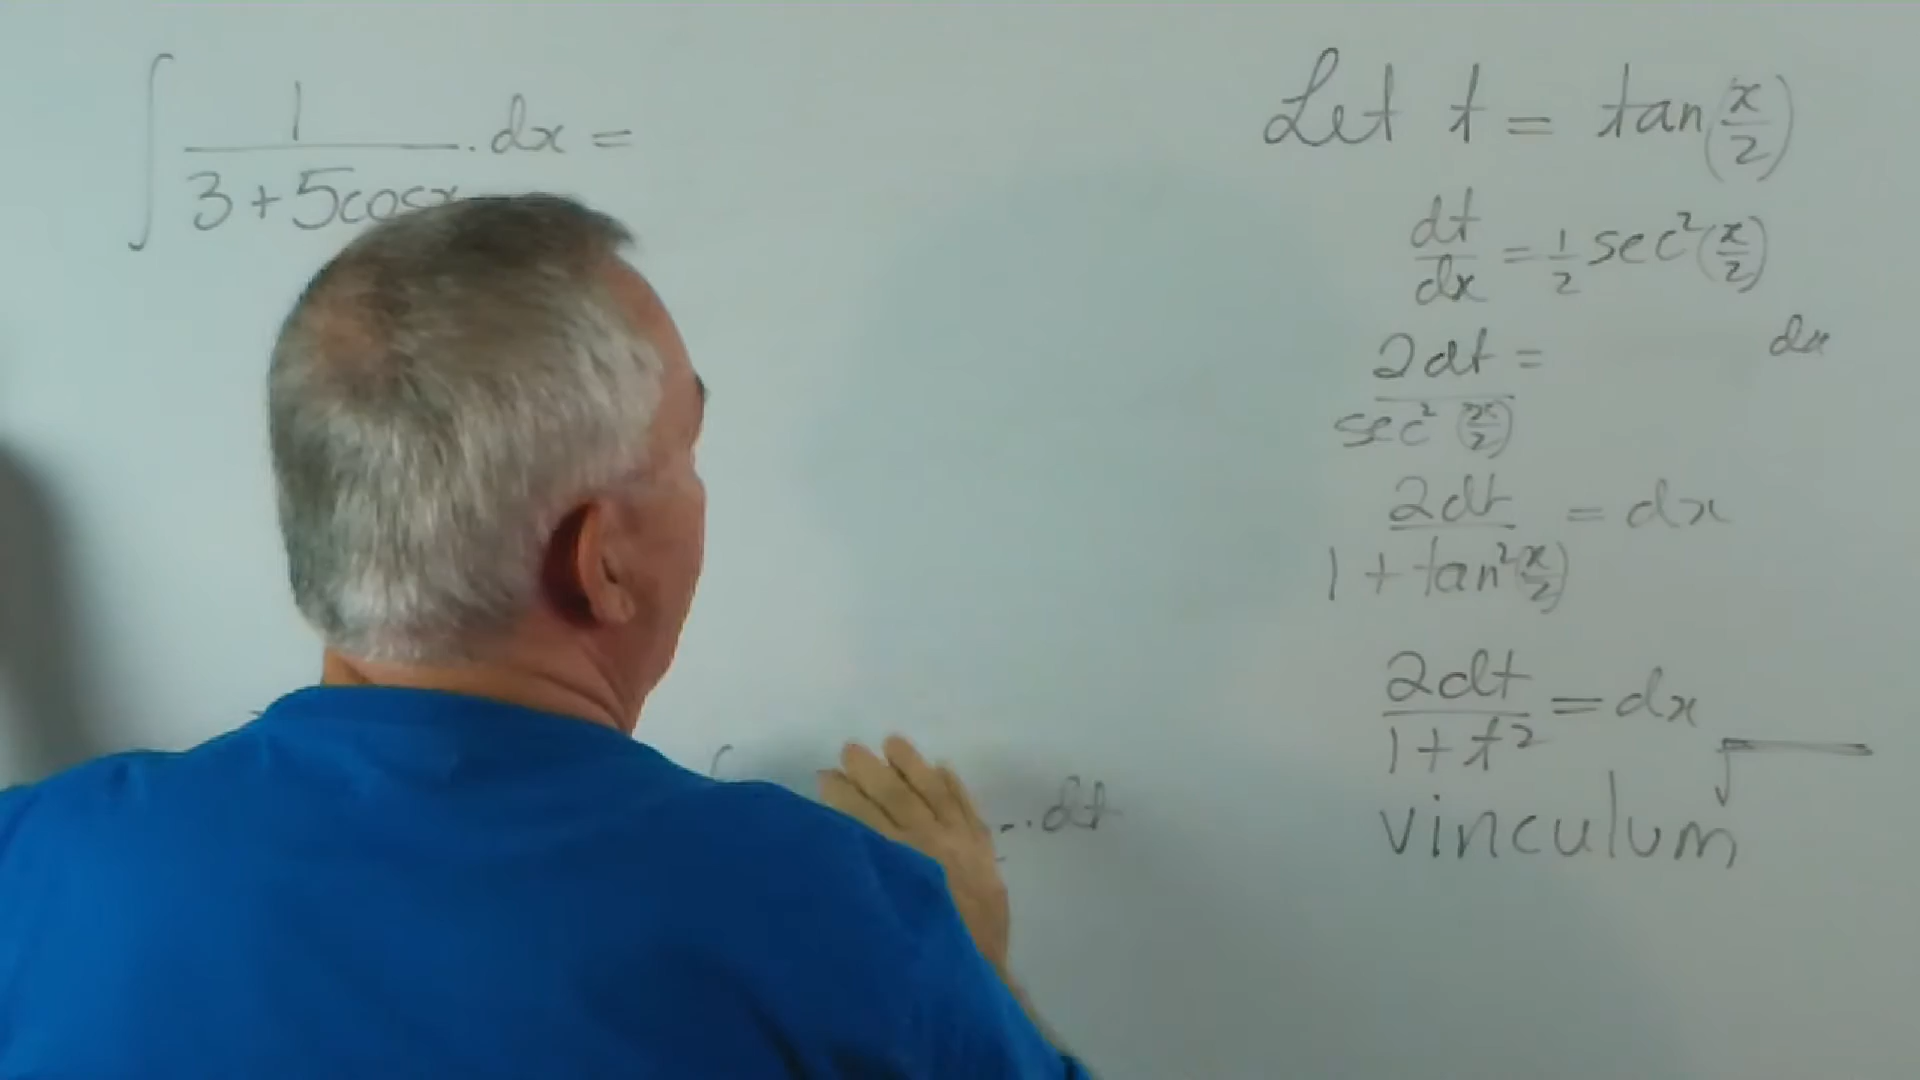 ∫ 1/(3+5cosx) . dx =
Let t = tan(x/2)
dt/dx = 1/2 sec²(x/2)
2dt/sec²(x/2) = dx
2dt/(1 + tan²(x/2)) = dx
2dt/(1+t²) = dx
vinculum
.. dt